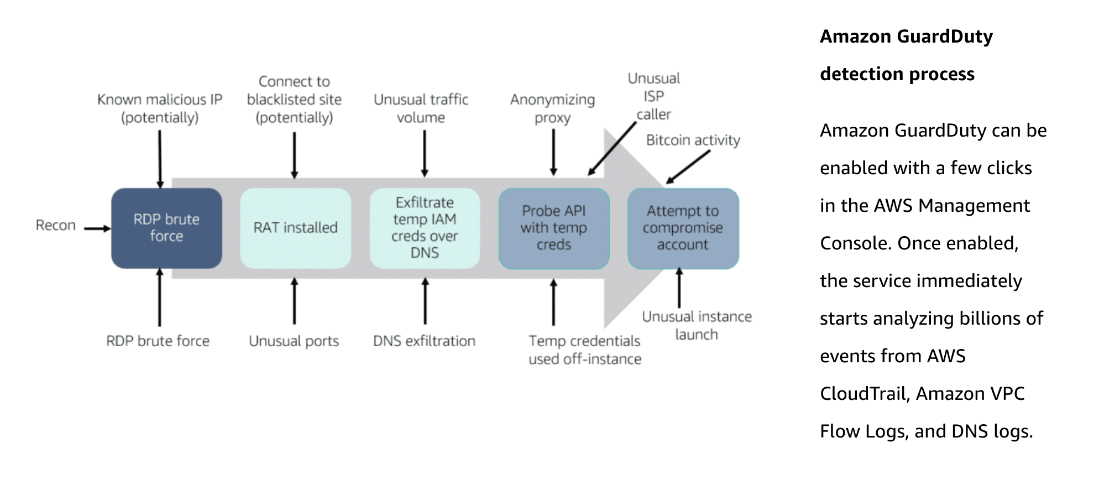 Known malicious IP
(potentially)
Connect to
blacklisted site
(potentially)
Unusual traffic
volume
Anonymizing
proxy
Unusual
ISP
caller
Bitcoin activity
Recon
RDP brute
force
RAT installed
Exfiltrate
temp IAM
creds over
DNS
Probe API
with temp
creds
Attempt to
compromise
account
RDP brute force
Unusual ports
DNS exfiltration
Temp credentials
used off-instance
Unusual instance
launch
Amazon GuardDuty
detection process
Amazon GuardDuty can be
enabled with a few clicks
in the AWS Management
Console. Once enabled,
the service immediately
starts analyzing billions of
events from AWS
CloudTrail, Amazon VPC
Flow Logs, and DNS logs.